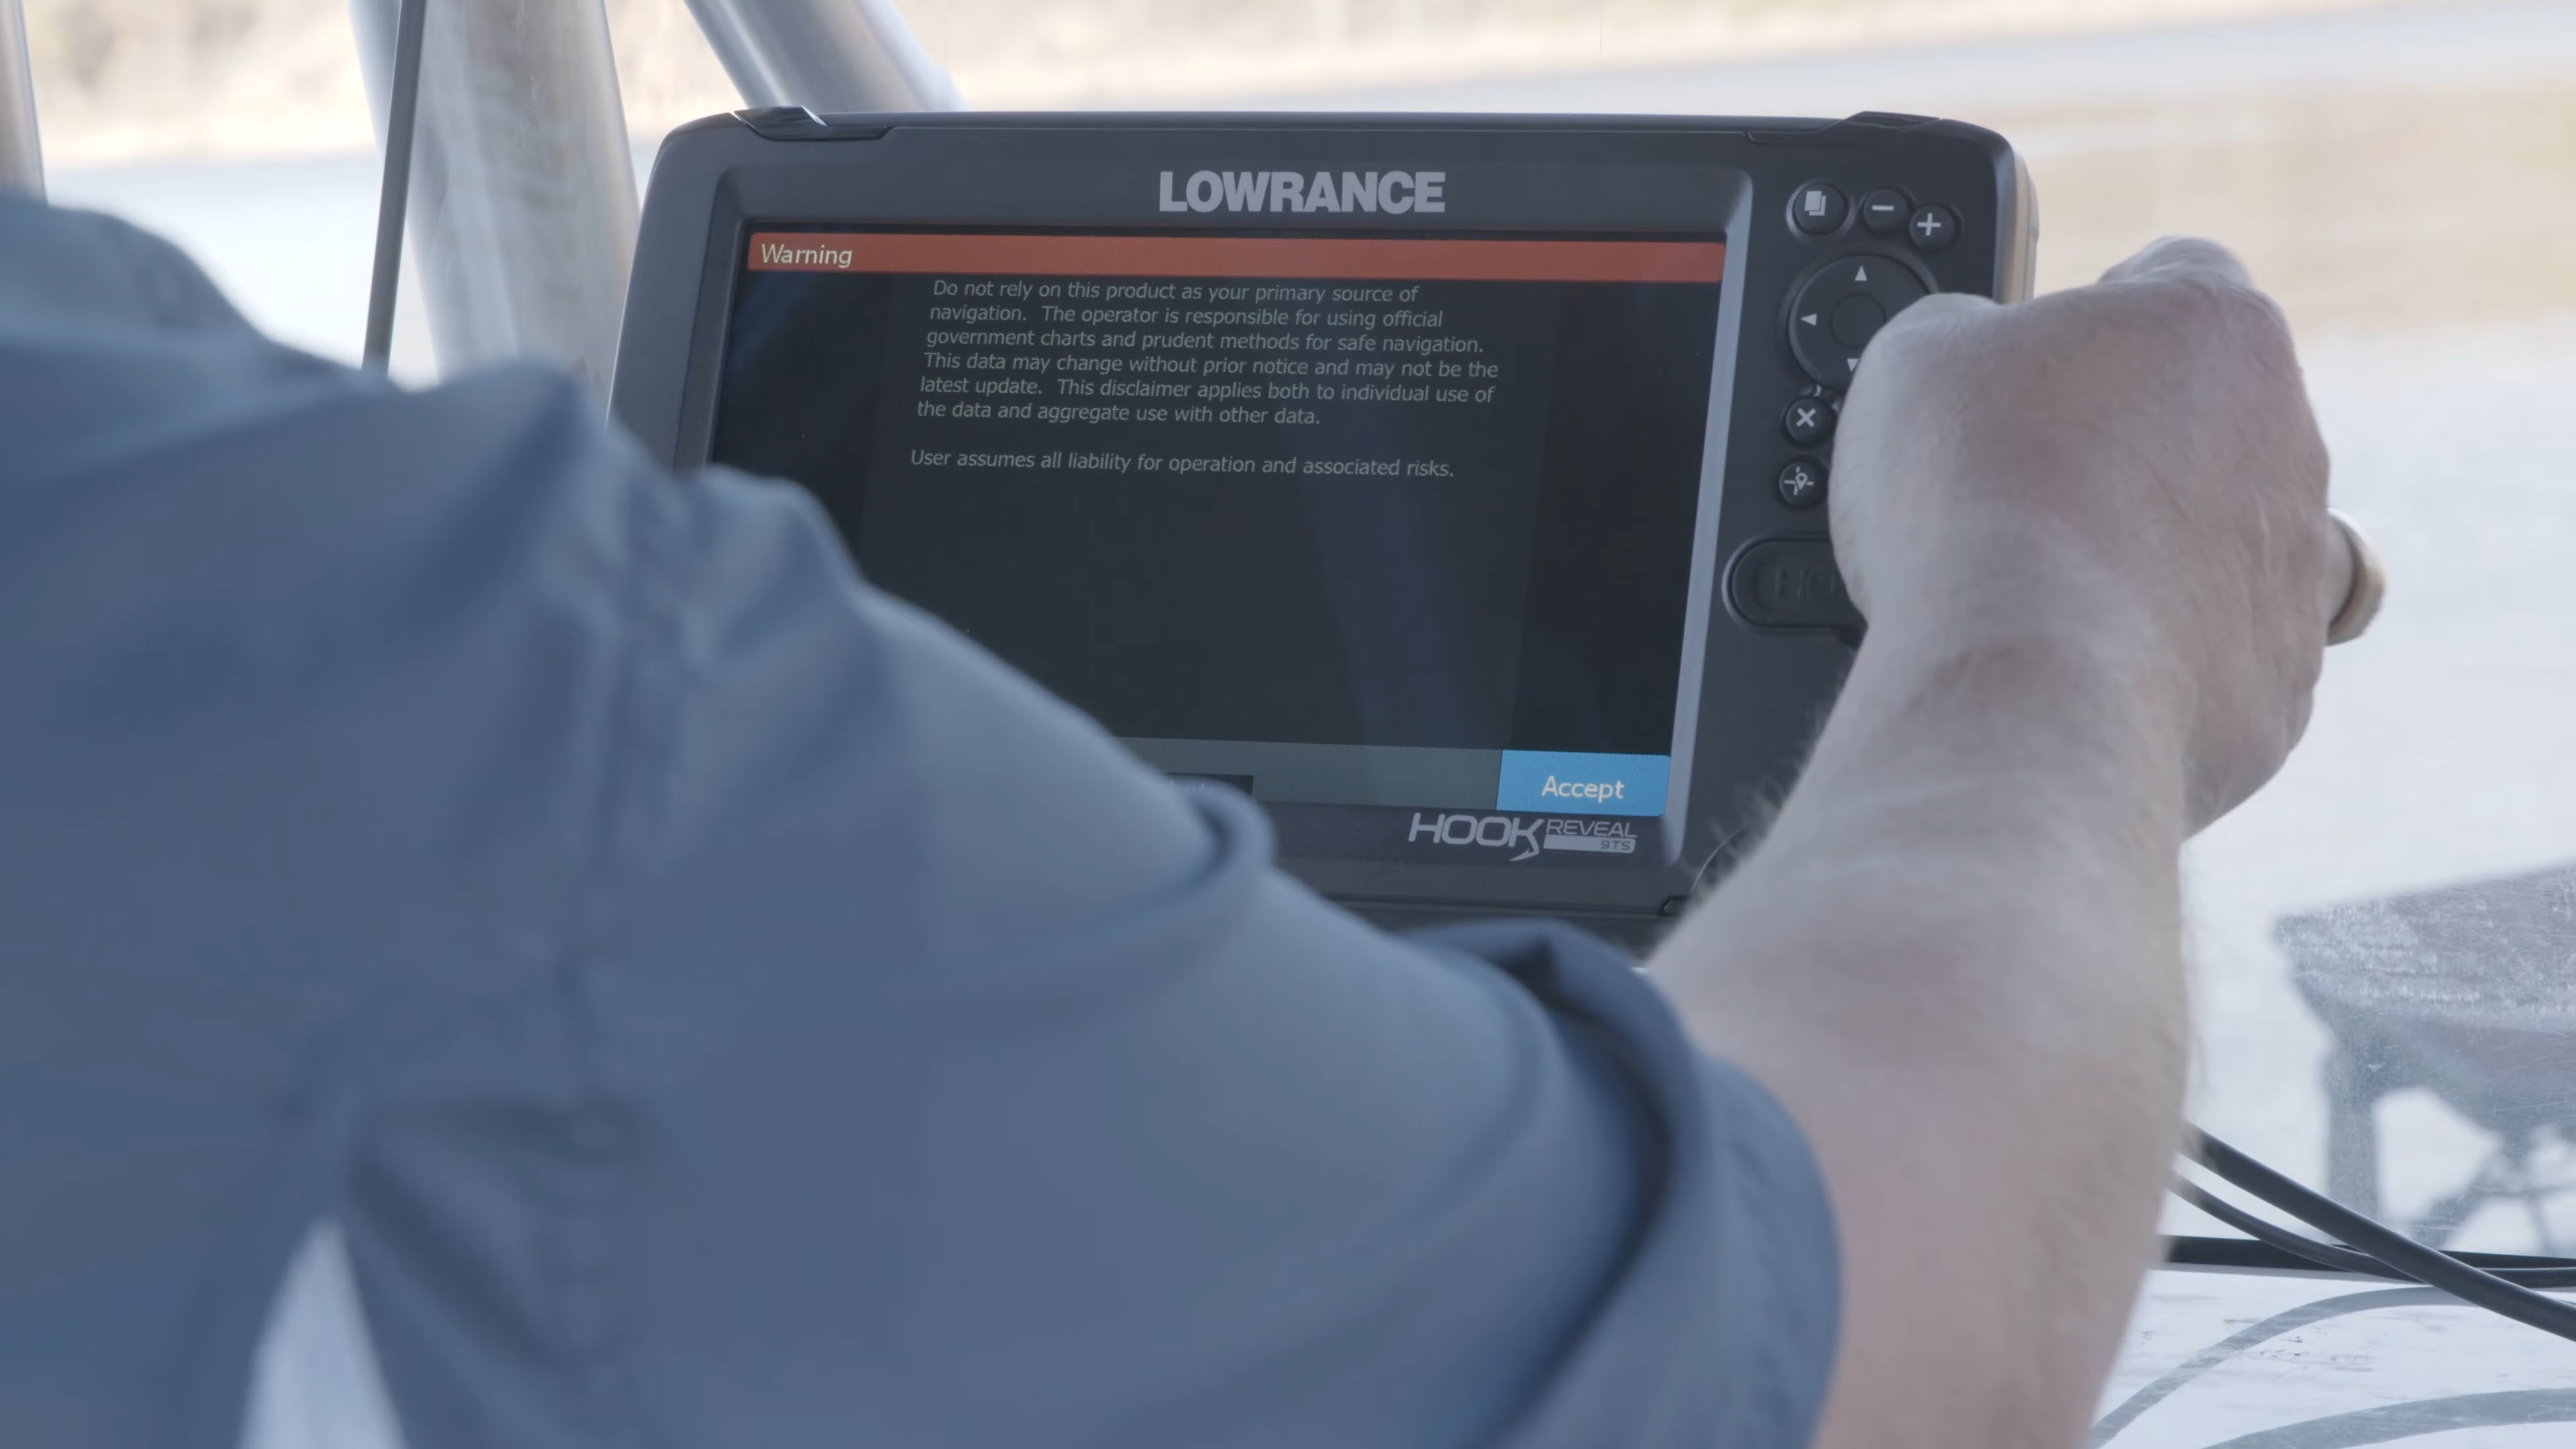 LOWRANCE
Warning
Do not rely on this product as your primary source of
navigation. The operator is responsible for using official
government charts and prudent methods for safe navigation.
This data may change without prior notice and may not be the
latest update. This disclaimer applies both to individual use of
the data and aggregate use with other data.
User assumes all liability for operation and associated risks.
Accept
HOOK REVEAL
9TS